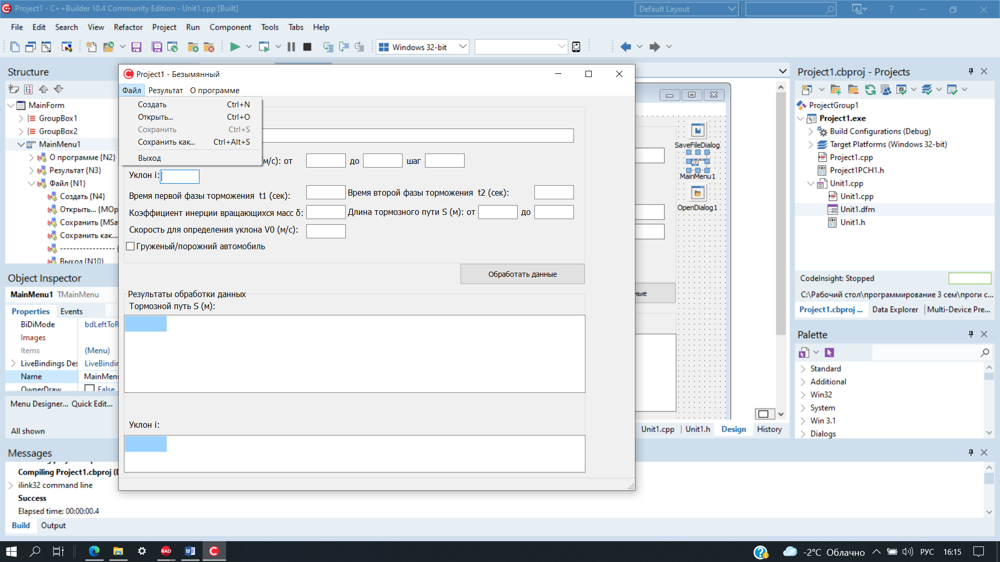 Project1 - C++Builder 10.4 Community Edition - Unit1.cpp [Built]
Default Layout
File Edit Search View Refactor Project Run Component Tools Tabs Help
Windows 32-bit
Structure
MainForm
GroupBox1
GroupBox2
MainMenu1
О программе {N2}
Результат {N3}
Файл {N1}
Создать {N4}
Открыть... {MOp
Сохранить {MSa
Сохранить как...
----------------- {
Выход {N10}
Object Inspector
MainMenu1 TMainMenu
Properties Events
BiDiMode bdLeftToR
Images
Items (Menu)
LiveBindings Des LiveBindin
Name MainMenu
OwnerDraw False
Menu Designer... Quick Edit...
All shown
Project1 - Безымянный
Файл Результат О программе
Создать Ctrl+N
Открыть... Ctrl+O
Сохранить Ctrl+S
Сохранить как... Ctrl+Alt+S
Выход
(м/с): от до шаг
Уклон i:
Время первой фазы торможения t1 (сек): Время второй фазы торможения t2 (сек):
Коэффициент инерции вращающихся масс δ: Длина тормозного пути S (м): от до
Скорость для определения уклона V0 (м/с):
Груженый/порожний автомобиль
Обработать данные
Результаты обработки данных
Тормозной путь S (м):
Уклон i:
SaveFileDialog
MainMenu1
OpenDialog1
ные
Unit1.cpp Unit1.h Design History
Project1.cbproj - Projects
ProjectGroup1
Project1.exe
Build Configurations (Debug)
Target Platforms (Windows 32-bit)
Project1.cpp
Project1PCH1.h
Unit1.cpp
Unit1.cpp
Unit1.dfm
Unit1.h
CodeInsight: Stopped
C:\Рабочий стол\программирование 3 сем\проги с...
Project1.cbproj ... Data Explorer Multi-Device Pre...
Palette
Standard
Additional
Win32
System
Win 3.1
Dialogs
Messages
Compiling Project1.cbproj (D
ilink32 command line
Success
Elapsed time: 00:00:00.4
Build Output
RAD
-2°C Облачно РУС 16:15